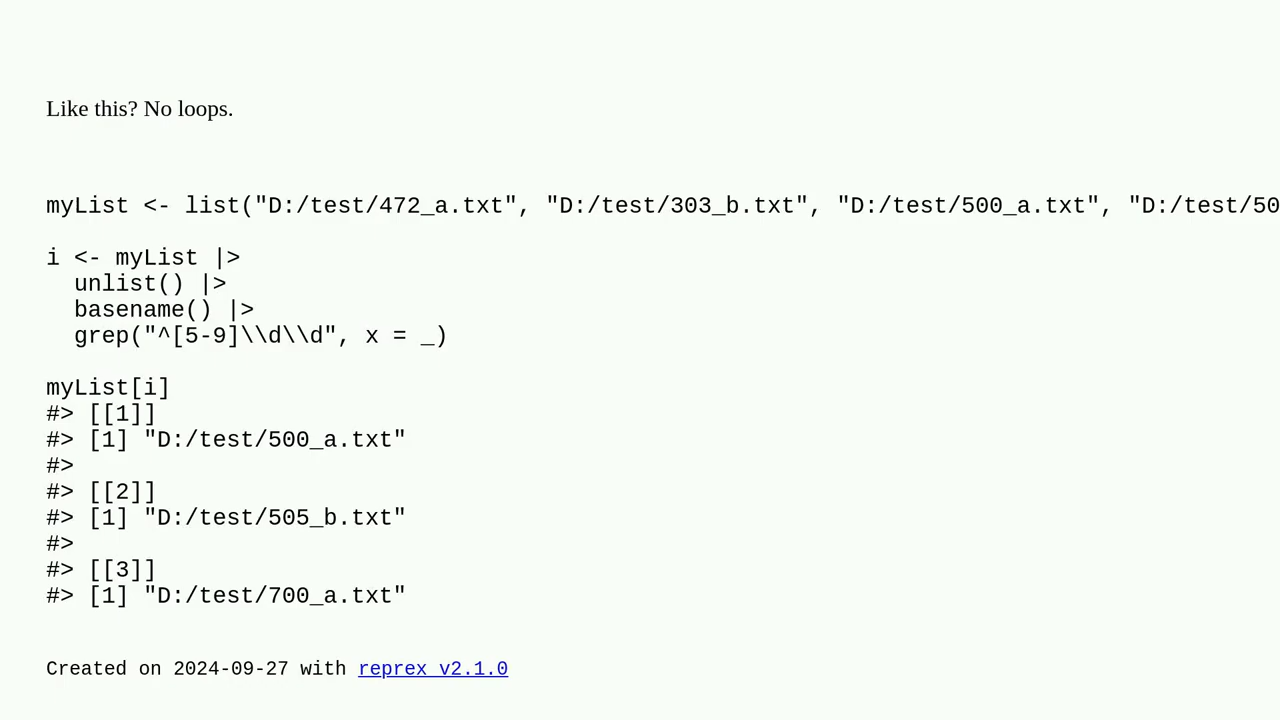 Like this? No loops.
myList <- list("D:/test/472_a.txt", "D:/test/303_b.txt", "D:/test/500_a.txt", "D:/test/50
i <- myList |>
  unlist() |>
  basename() |>
  grep("^[5-9]\\d\\d", x = _)
myList[i]
#> [[1]]
#> [1] "D:/test/500_a.txt"
#>
#> [[2]]
#> [1] "D:/test/505_b.txt"
#>
#> [[3]]
#> [1] "D:/test/700_a.txt"
Created on 2024-09-27 with reprex v2.1.0